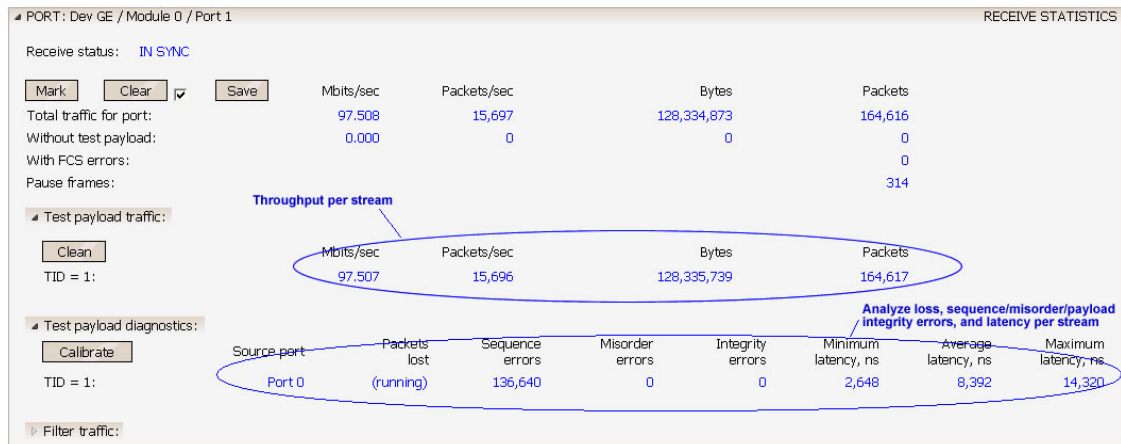 PORT: Dev GE / Module 0 / Port 1 RECEIVE STATISTICS
Receive status: IN SYNC
Mark Clear Save Mbits/sec Packets/sec Bytes Packets
Total traffic for port: 97.508 15,697 128,334,873 164,616
Without test payload: 0.000 0 0 0
With FCS errors: 0
Pause frames: 314
Throughput per stream
Test payload traffic:
Clean Mbits/sec Packets/sec Bytes Packets
TID = 1: 97.507 15,696 128,335,739 164,617
Analyze loss, sequence/misorder/payload
integrity errors, and latency per stream
Test payload diagnostics:
Calibrate Source port Packets lost Sequence errors Misorder errors Integrity errors Minimum latency, ns Average latency, ns Maximum latency, ns
TID = 1: Port 0 (running) 136,640 0 0 2,648 8,392 14,320
Filter traffic: